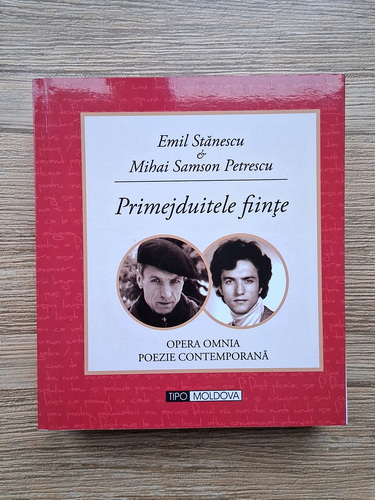 Emil Stănescu
&
Mihai Samson Petrescu
Primejduitele ființe
OPERA OMNIA
POEZIE CONTEMPORANĂ
TIPO MOLDOVA